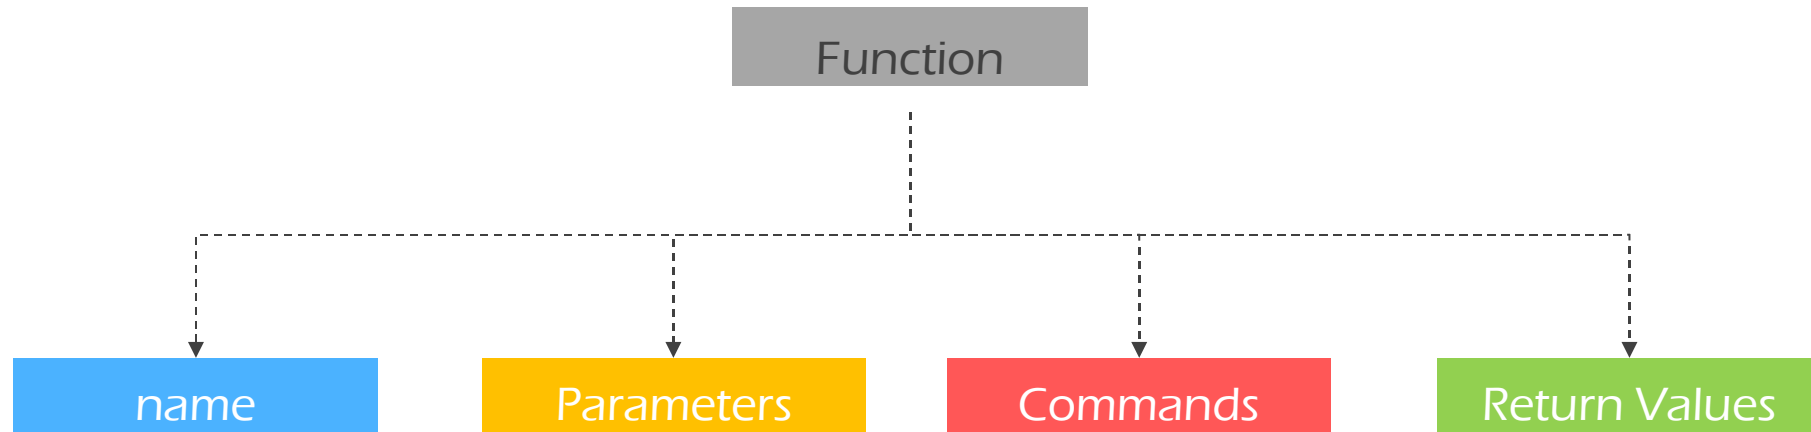 Function
name
Parameters
Commands
Return Values